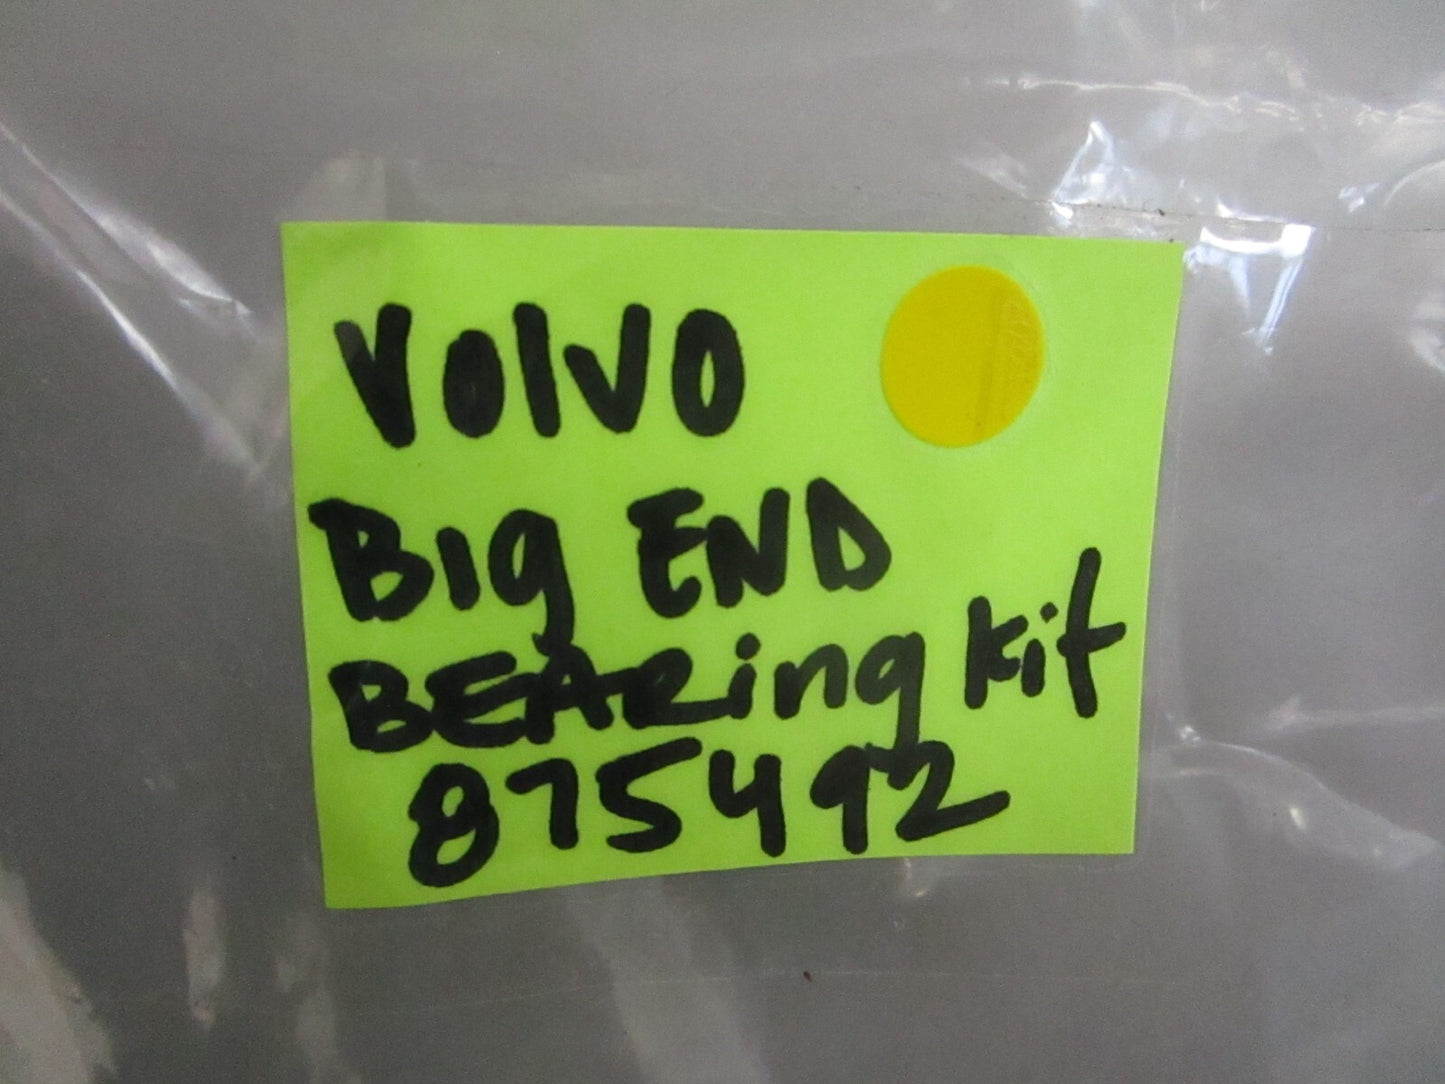 Volvo
Big END
BEARing kit
875492